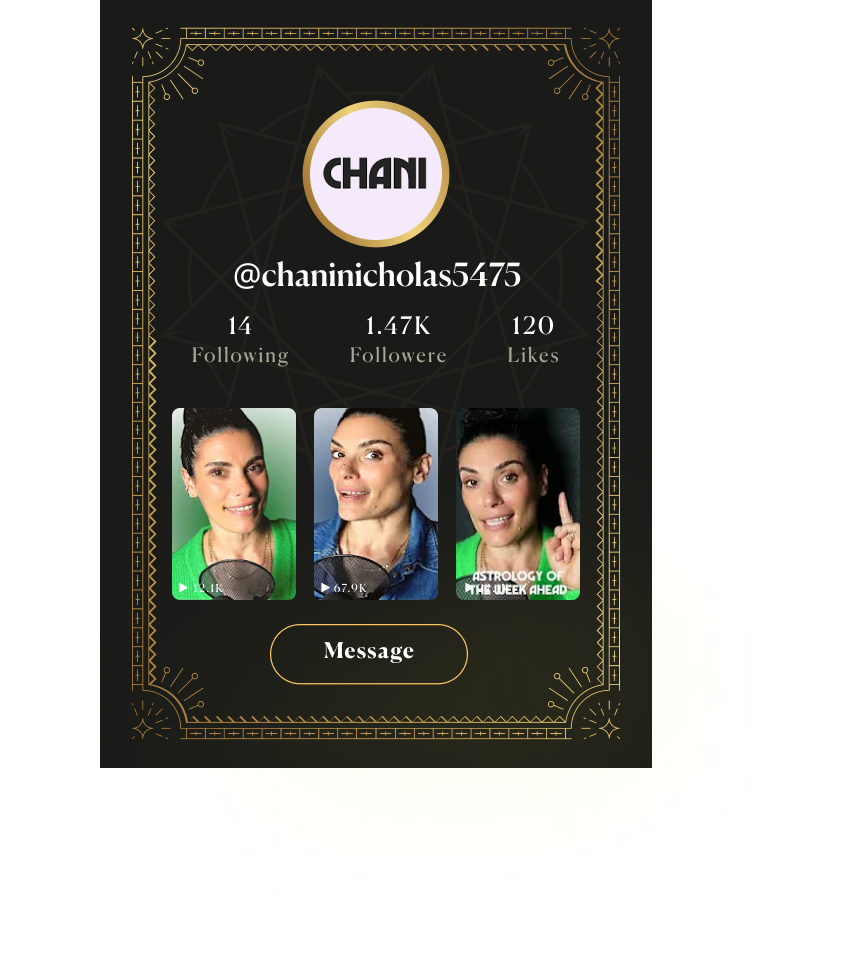 CHANI
@chaninicholas5475
14 1.47K 120
Following Followere Likes
12.1K 67.9K
ASTROLOGY OF
THE WEEK AHEAD
Message